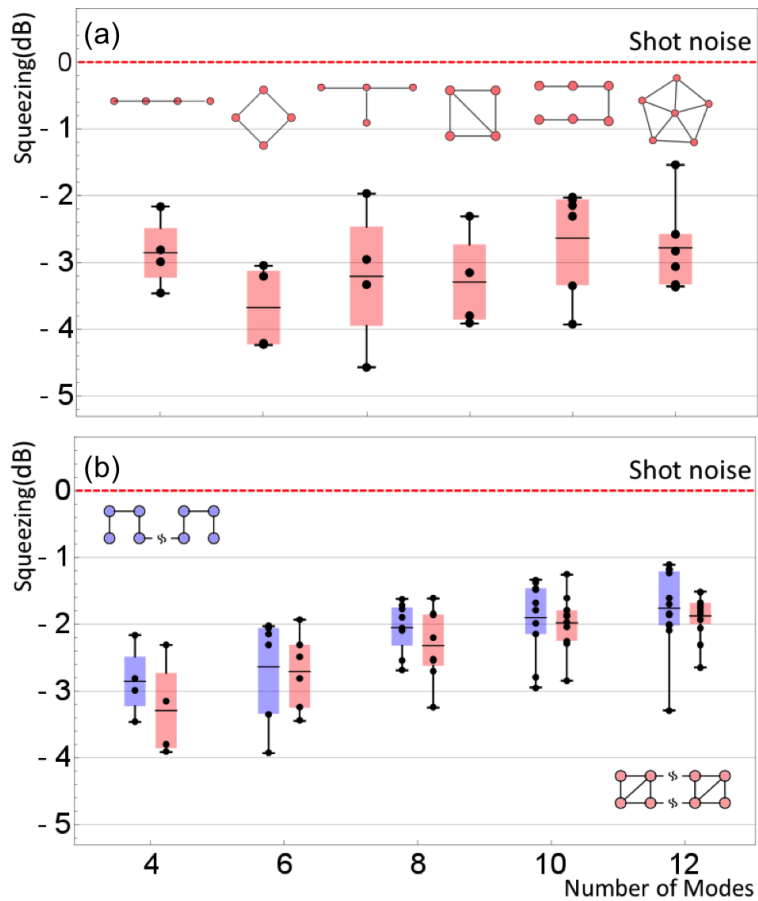 (a)
Shot noise
Squeezing(dB)
0
- 1
- 2
- 3
- 4
- 5
(b)
Shot noise
Squeezing(dB)
0
- 1
- 2
- 3
- 4
- 5
4 6 8 10 12
Number of Modes